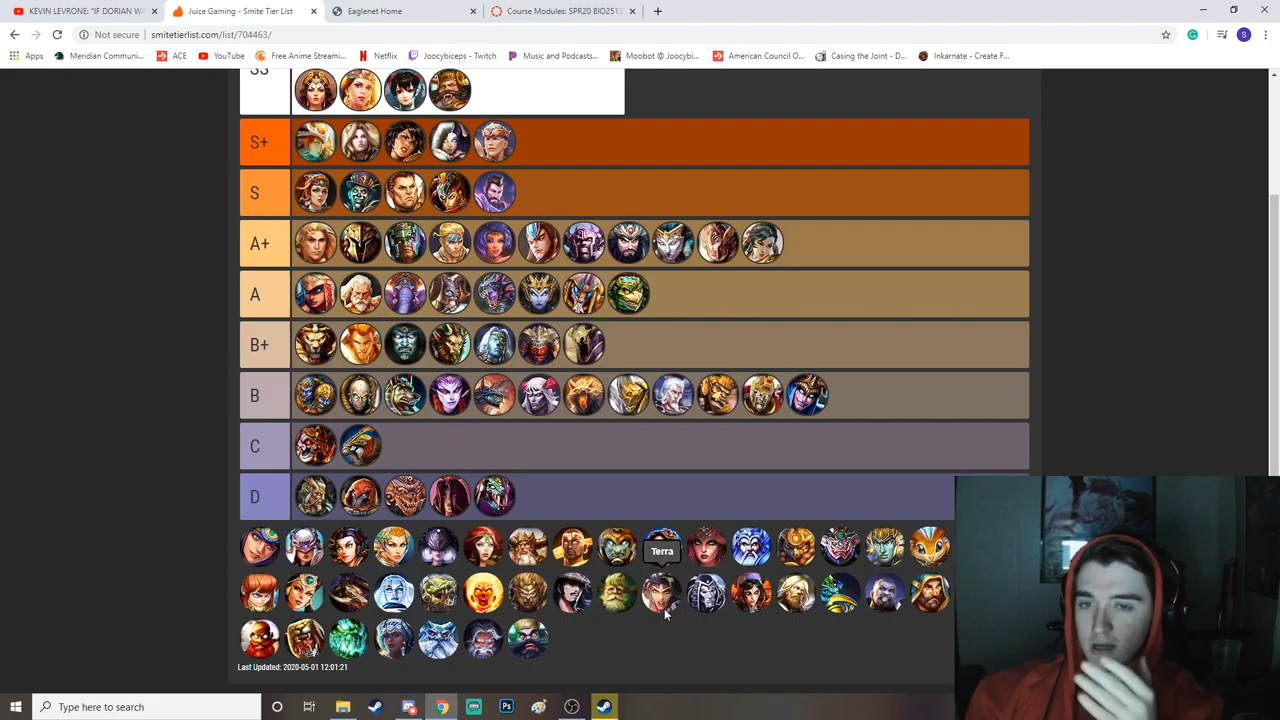 KEVIN LEVRONE: "IF DORIAN WA
Juice Gaming - Smite Tier List
Eaglenet Home
Course Modules: SPR20 BIO2513
Not secure | smitetierlist.com/list/704463/
S
Apps
Meridian Communi...
ACE
YouTube
Free Anime Streami...
Netflix
Joocybiceps - Twitch
Music and Podcasts...
Moobot @ Joocybi...
American Council O...
Casing the Joint - D...
Inkarnate - Create F...
SS
S+
S
A+
A
B+
B
C
D
Terra
Last Updated: 2020-05-01 12:01:21
Type here to search
Ps